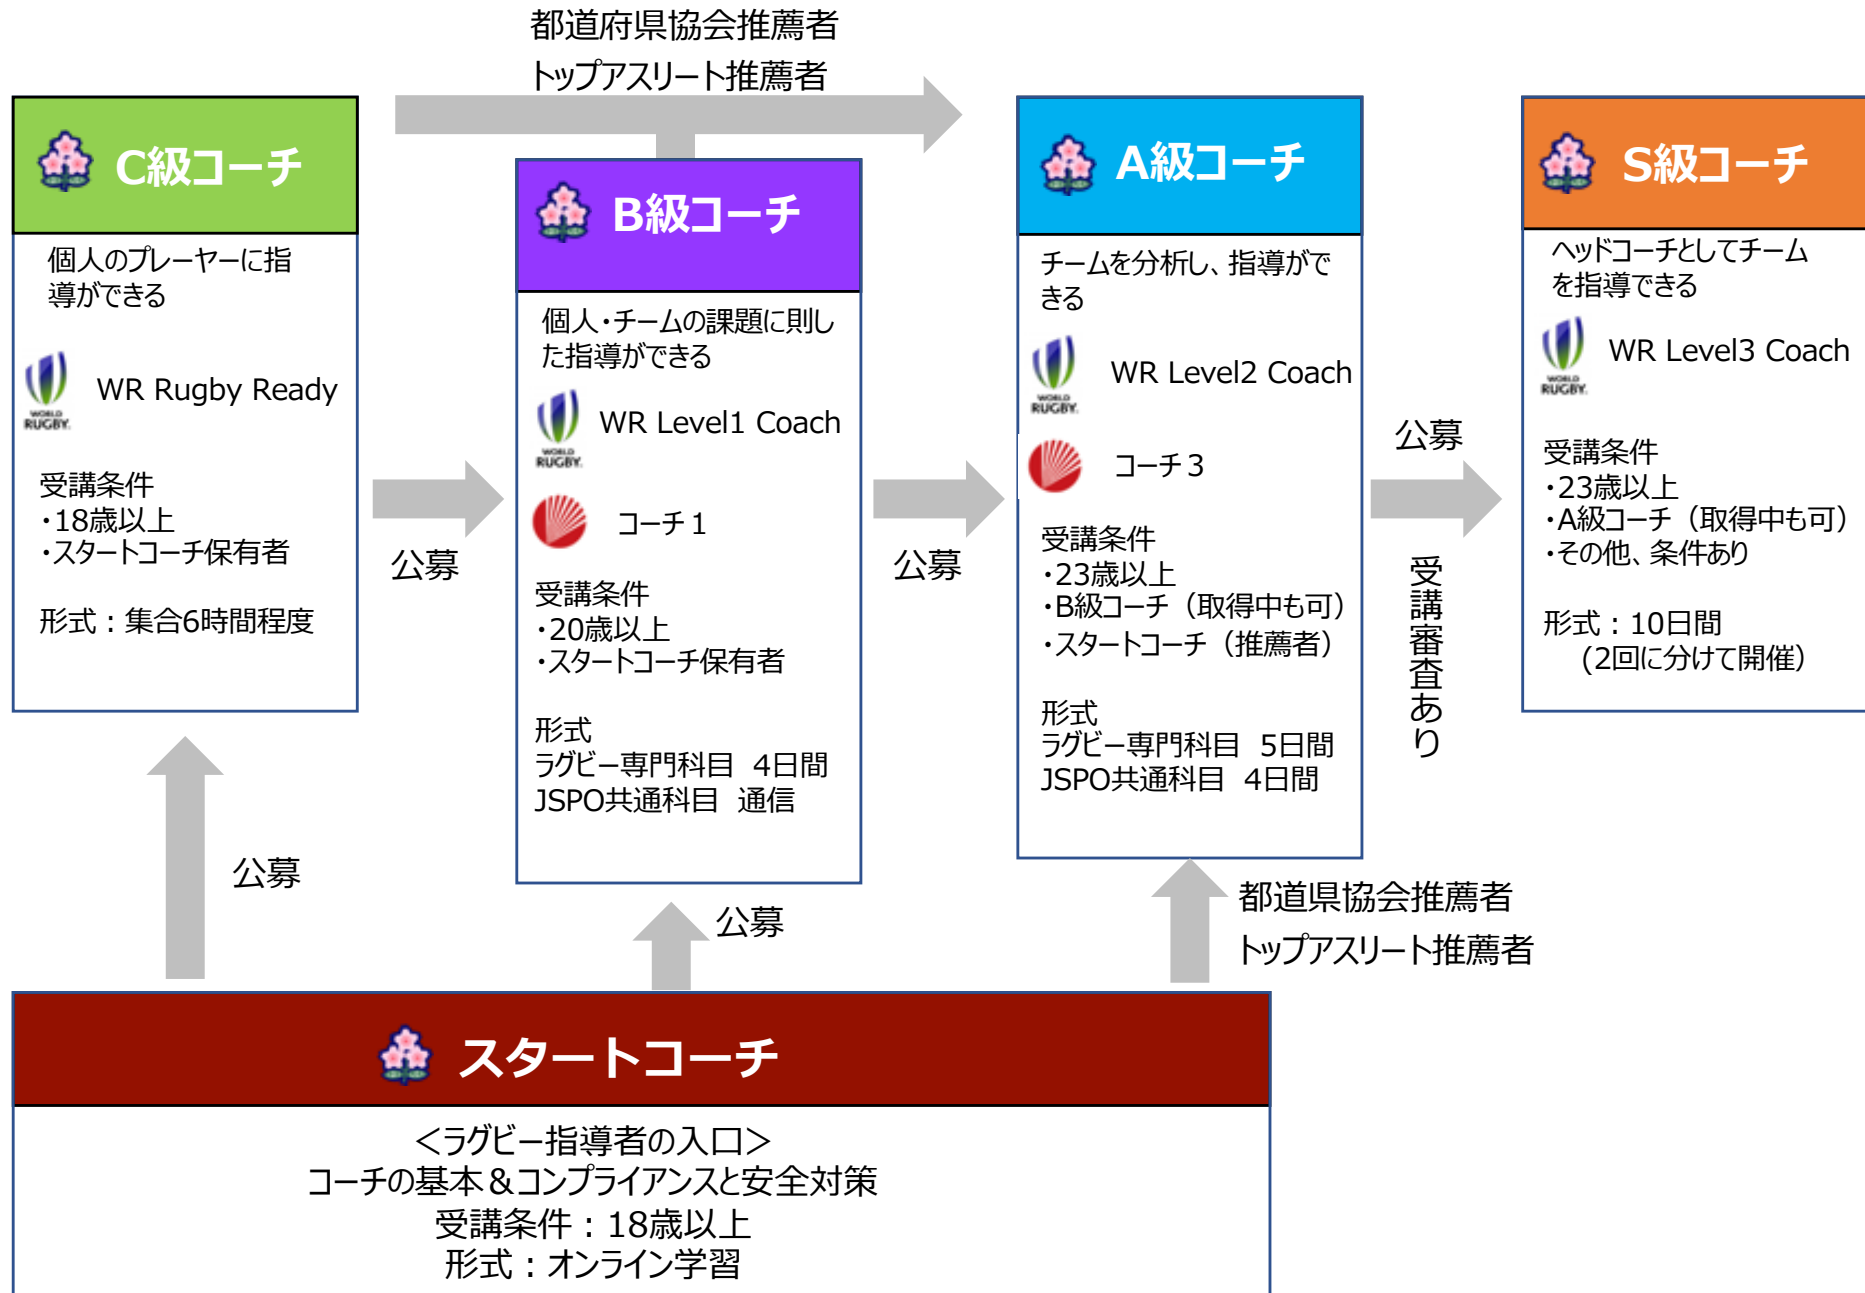 都道府県協会推薦者
トップアスリート推薦者
C級コーチ
個人のプレーヤーに指
導ができる
WORLD
RUGBY.
WR Rugby Ready
受講条件
・18歳以上
・スタートコーチ保有者
形式：集合6時間程度
公募
B級コーチ
個人・チームの課題に則し
た指導ができる
WORLD
RUGBY.
WR Level1 Coach
コーチ１
受講条件
・20歳以上
・スタートコーチ保有者
形式
ラグビー専門科目 4日間
JSPO共通科目 通信
公募
A級コーチ
チームを分析し、指導がで
きる
WORLD
RUGBY.
WR Level2 Coach
コーチ３
受講条件
・23歳以上
・B級コーチ（取得中も可）
・スタートコーチ（推薦者）
形式
ラグビー専門科目 5日間
JSPO共通科目 4日間
公募
受講審査あり
S級コーチ
ヘッドコーチとしてチーム
を指導できる
WORLD
RUGBY.
WR Level3 Coach
受講条件
・23歳以上
・A級コーチ（取得中も可）
・その他、条件あり
形式：10日間
(2回に分けて開催）
公募
公募
都道県協会推薦者
トップアスリート推薦者
スタートコーチ
＜ラグビー指導者の入口＞
コーチの基本＆コンプライアンスと安全対策
受講条件：18歳以上
形式：オンライン学習